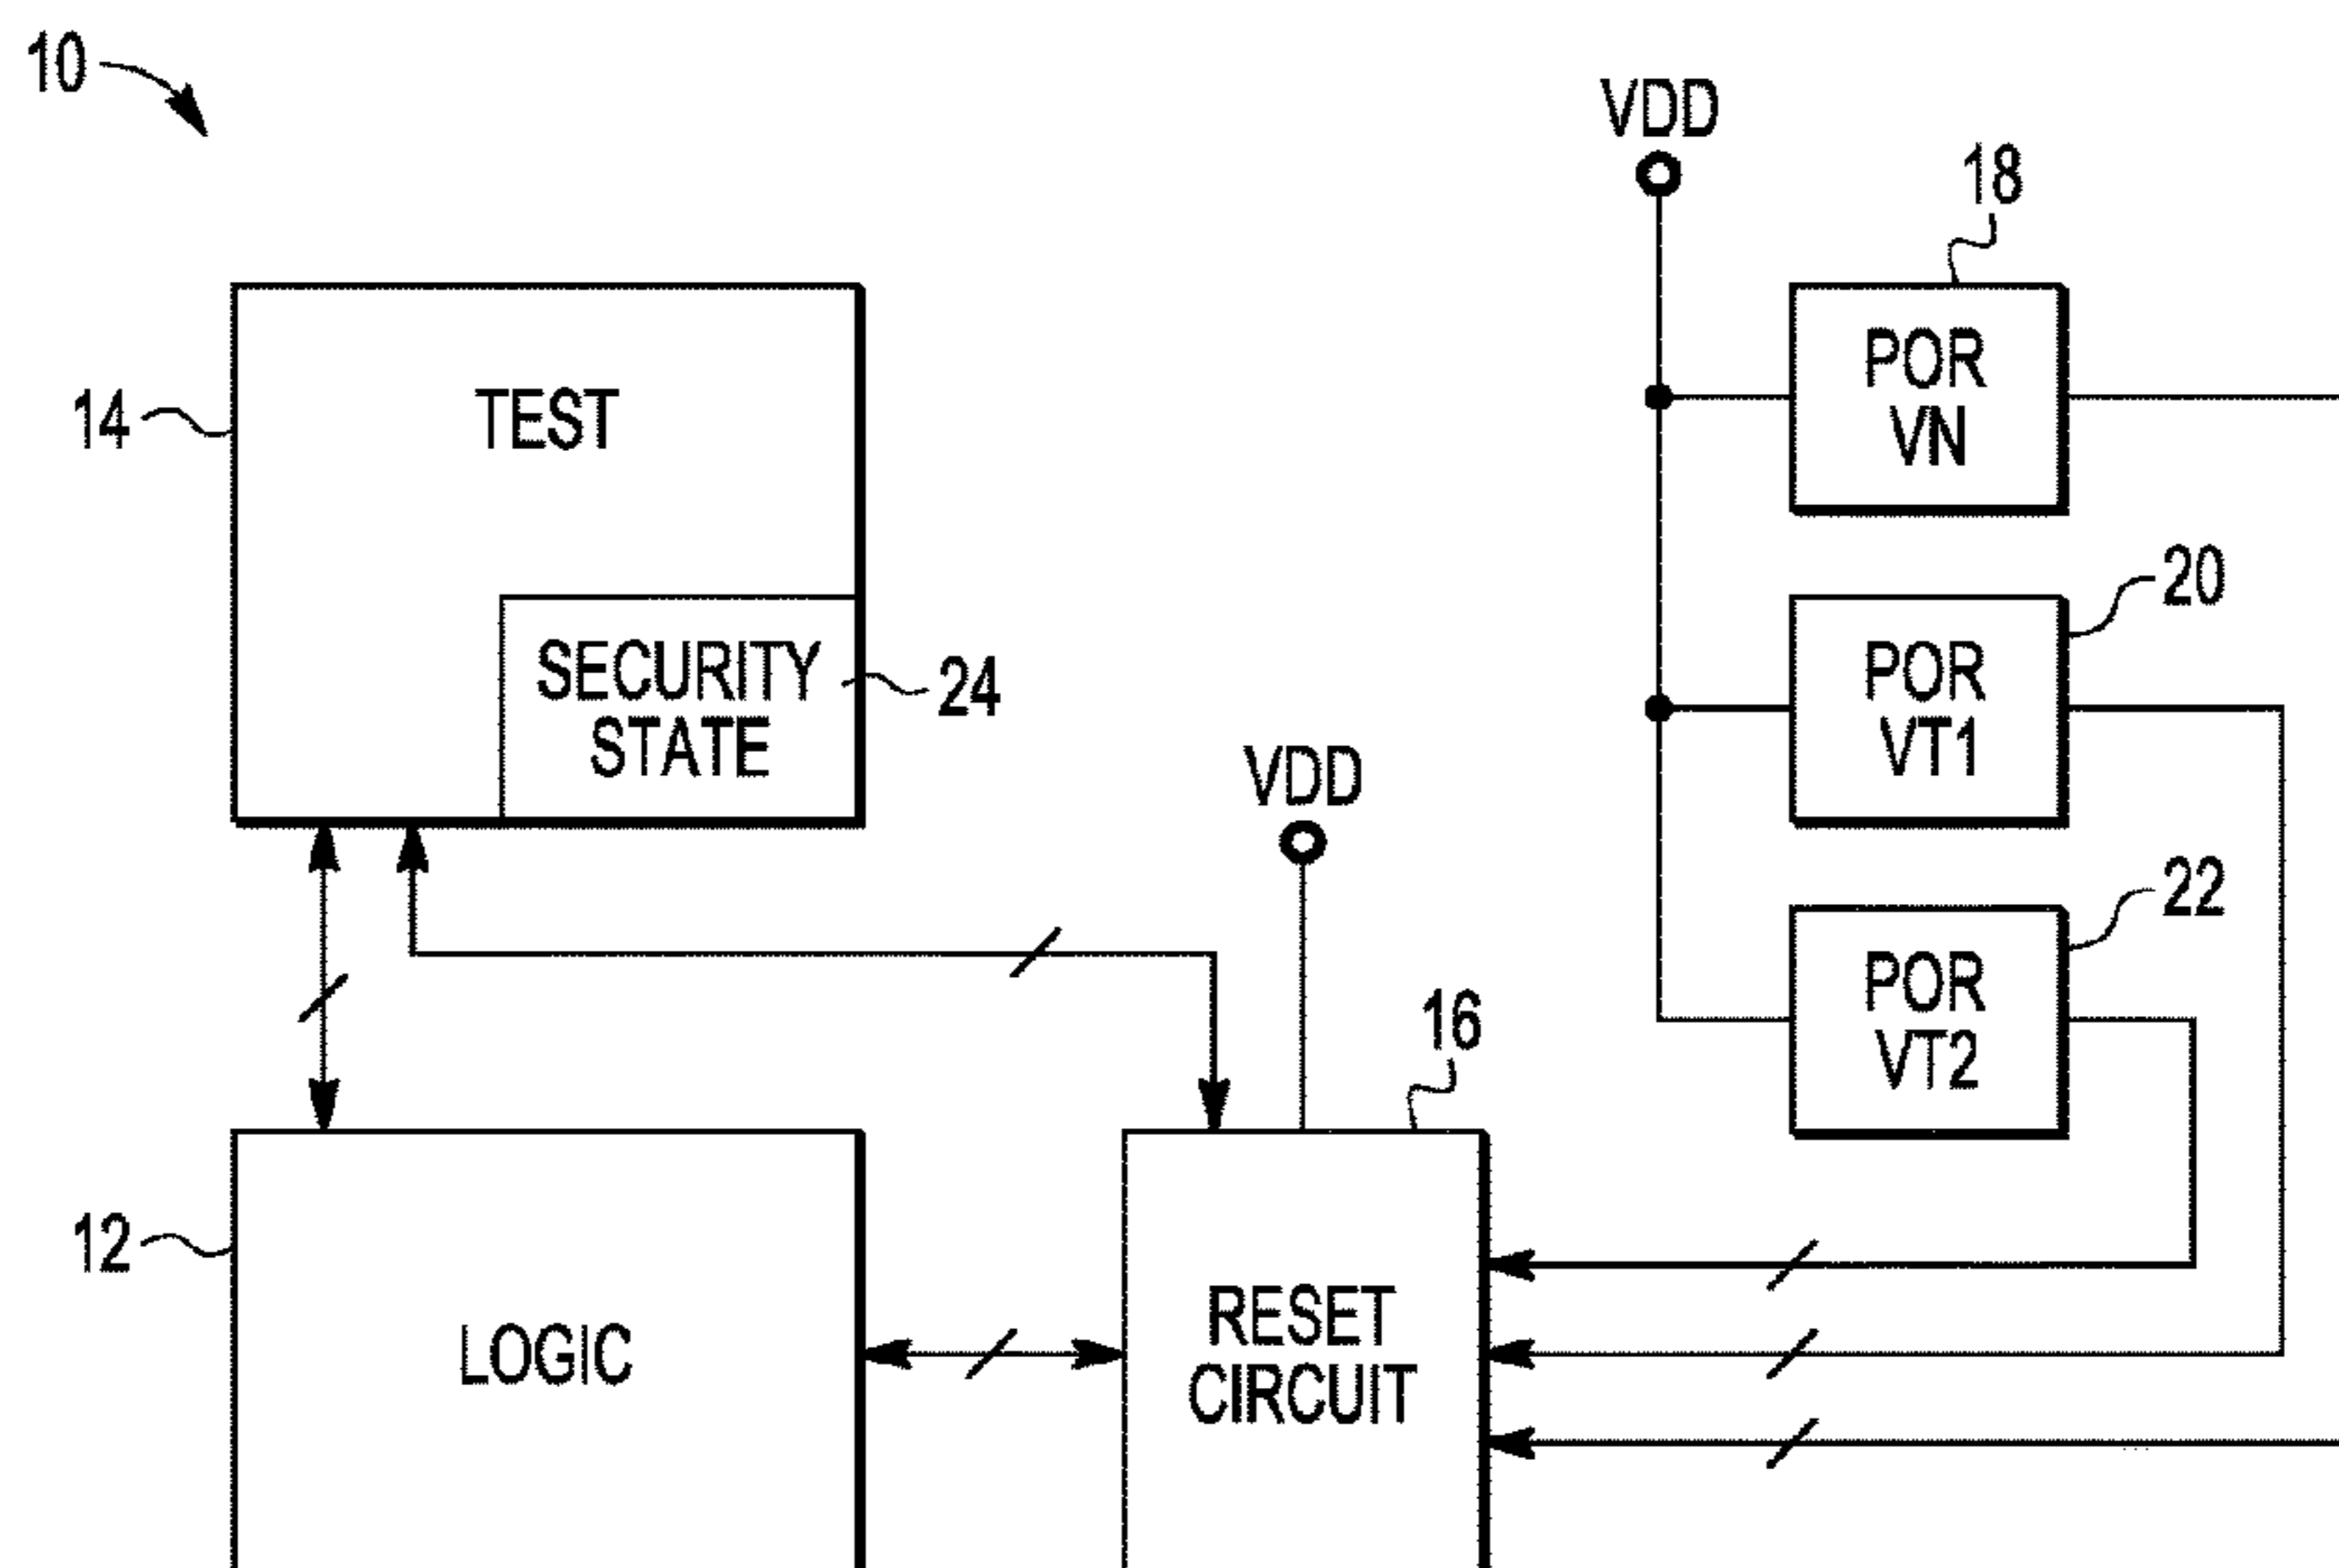 10
VDD
18
POR
VN
14
TEST
20
POR
VT1
SECURITY
STATE
24
VDD
22
POR
VT2
16
12
LOGIC
RESET
CIRCUIT